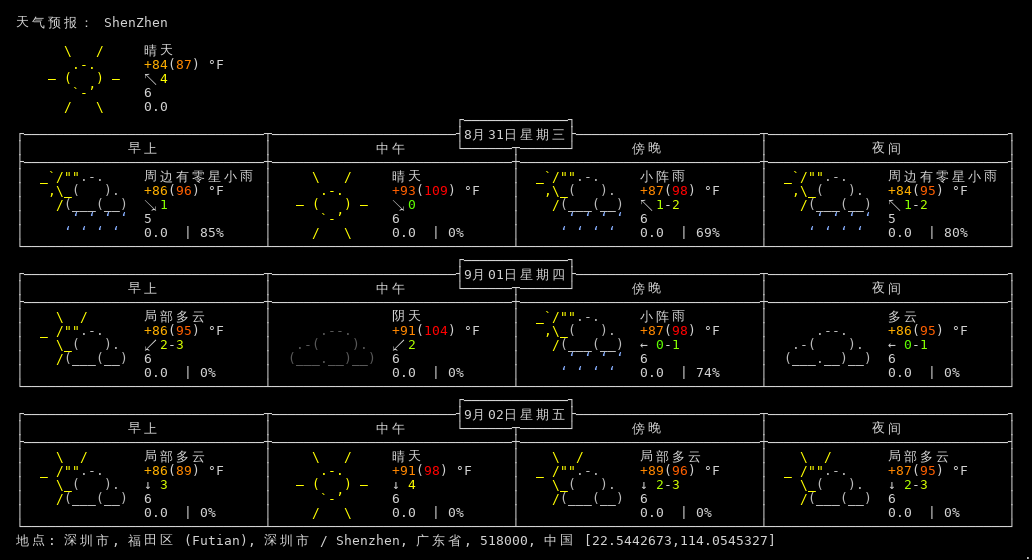 天气预报: ShenZhen
晴天
+84(87) °F
↖4
6
0.0
8月31日星期三
早上 中午 傍晚 夜间
周边有零星小雨 晴天 小阵雨 周边有零星小雨
+86(96) °F +93(109) °F +87(98) °F +84(95) °F
↘1 ↘0 ↖1-2 ↖1-2
5 6 6 5
0.0 | 85% 0.0 | 0% 0.0 | 69% 0.0 | 80%
9月01日星期四
早上 中午 傍晚 夜间
局部多云 阴天 小阵雨 多云
+86(95) °F +91(104) °F +87(98) °F +86(95) °F
↙2-3 ↙2 ← 0-1 ← 0-1
6 6 6 6
0.0 | 0% 0.0 | 0% 0.0 | 74% 0.0 | 0%
9月02日星期五
早上 中午 傍晚 夜间
局部多云 晴天 局部多云 局部多云
+86(89) °F +91(98) °F +89(96) °F +87(95) °F
↓ 3 ↓ 4 ↓ 2-3 ↓ 2-3
6 6 6 6
0.0 | 0% 0.0 | 0% 0.0 | 0% 0.0 | 0%
地点: 深圳市, 福田区 (Futian), 深圳市 / Shenzhen, 广东省, 518000, 中国 [22.5442673,114.0545327]